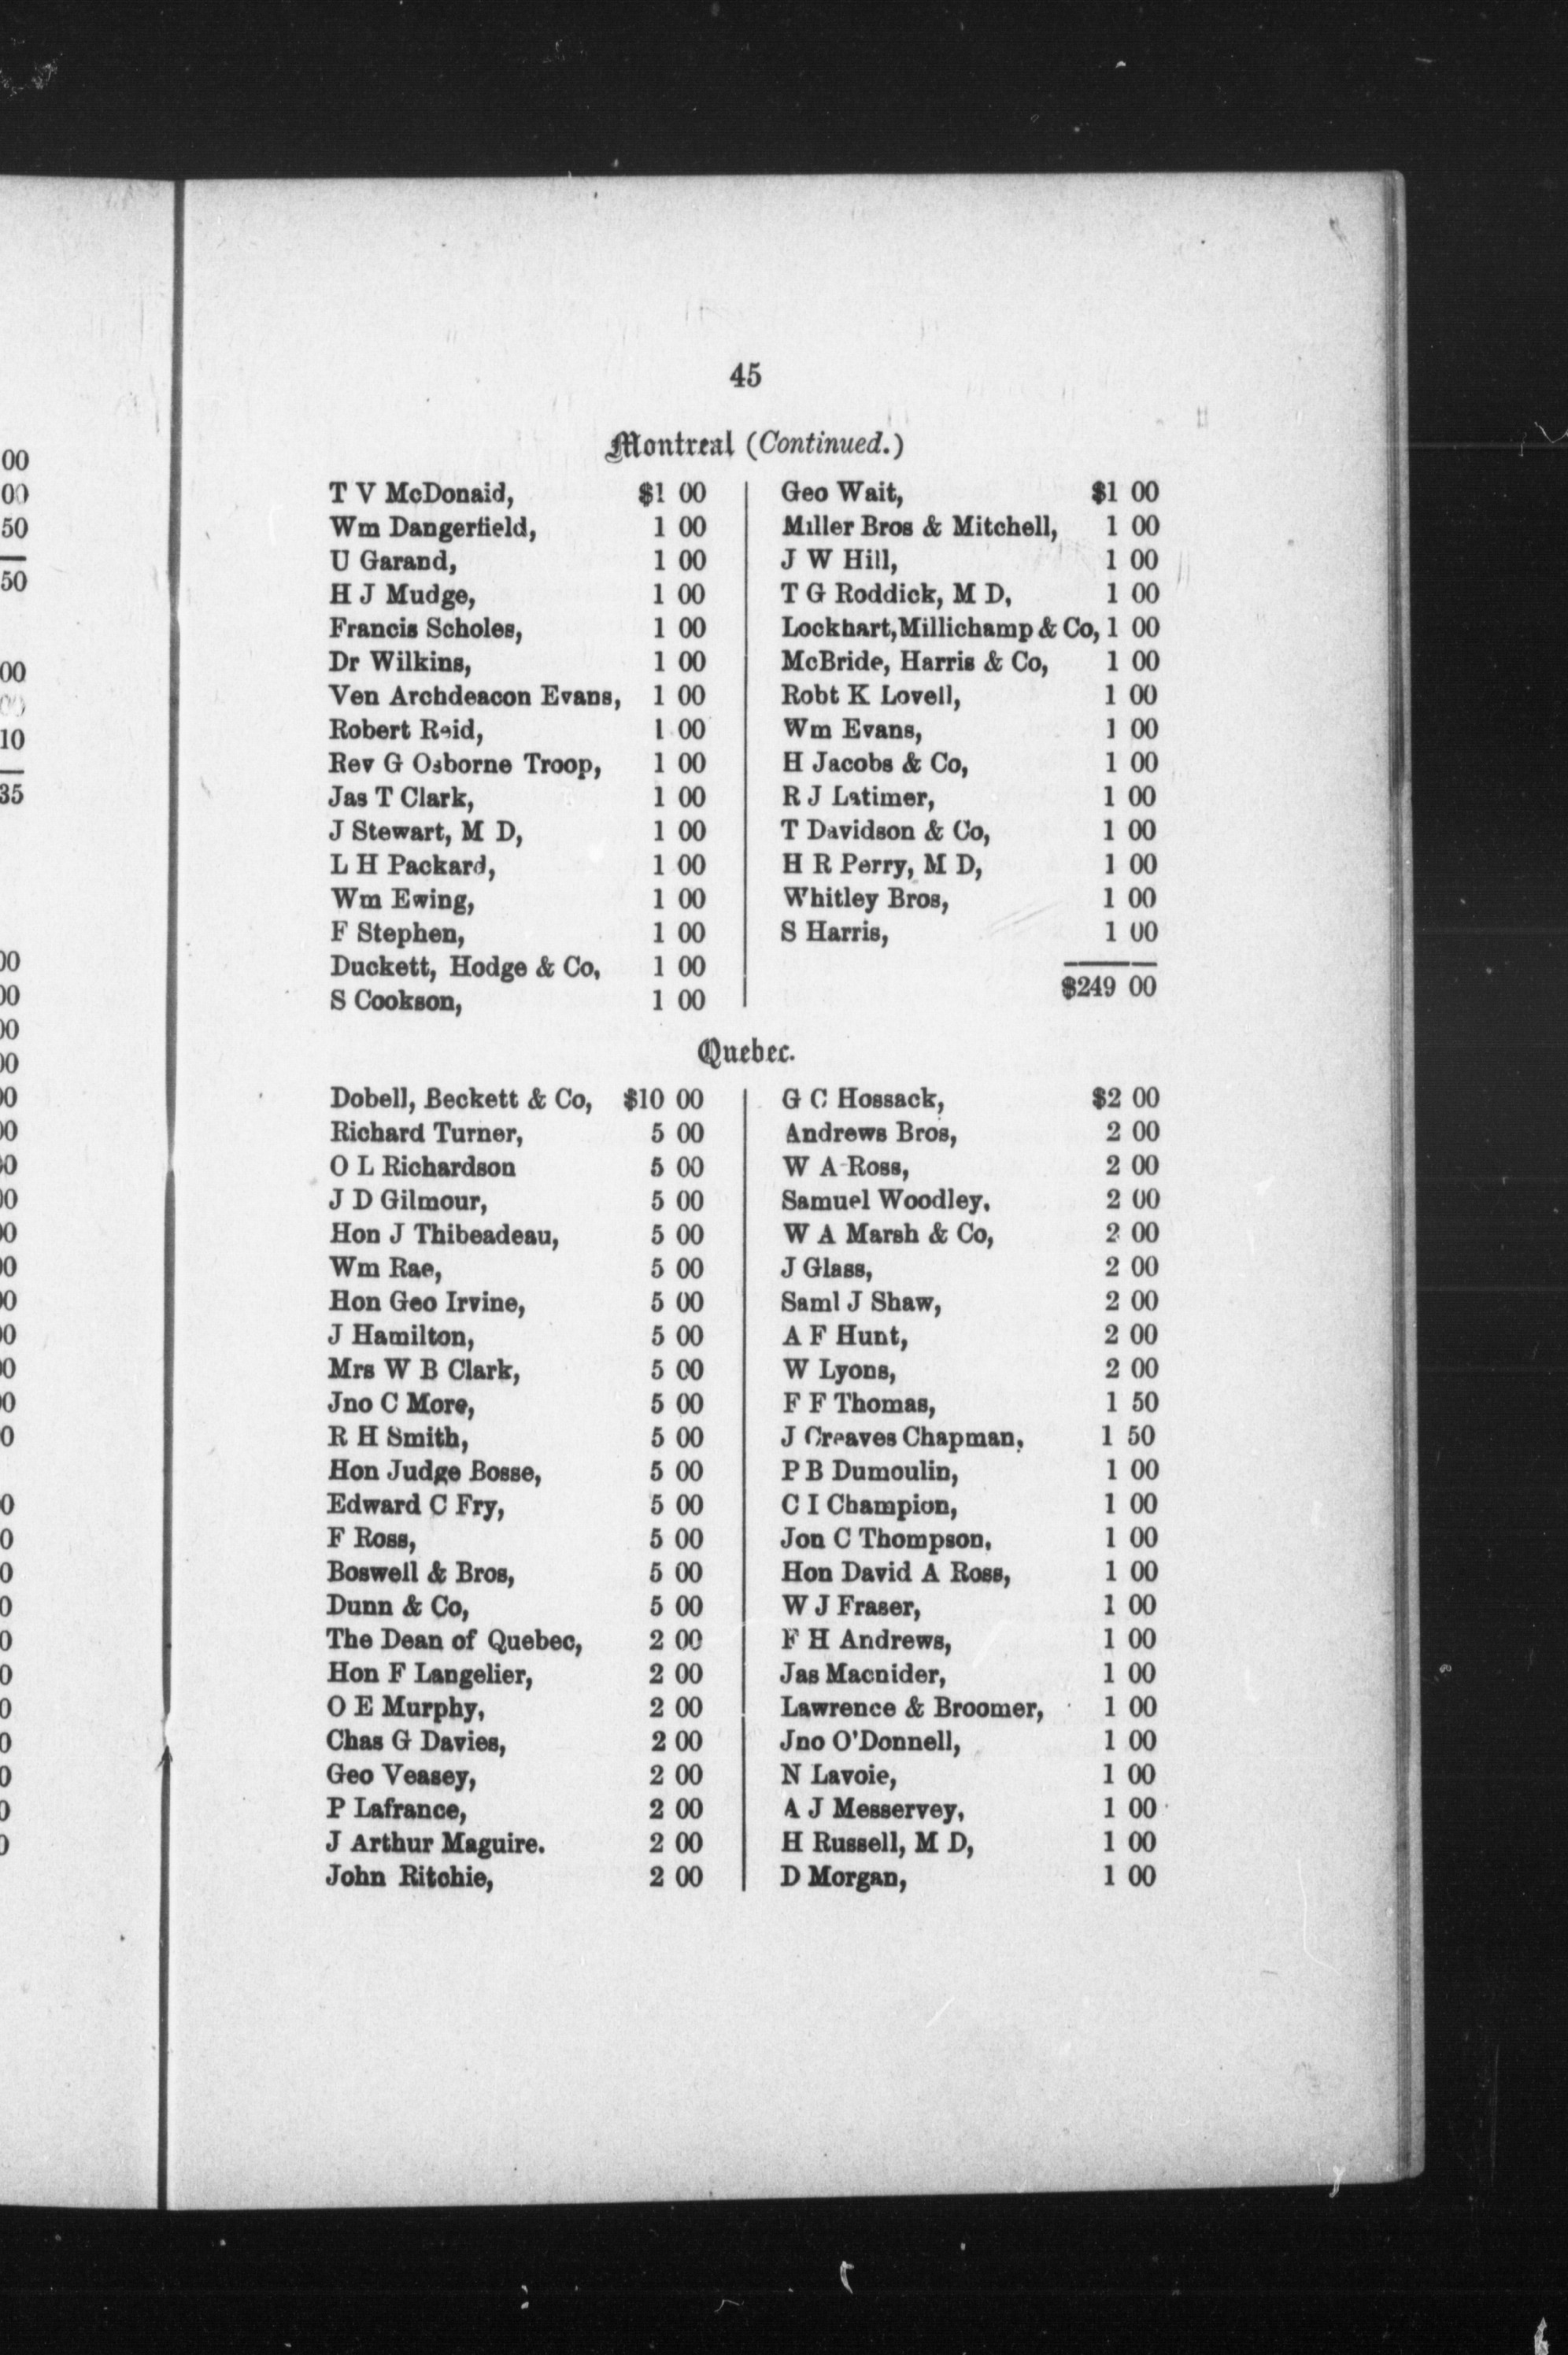 00
00
50
50
00
00
10
35
45
Montreal (Continued.)
T V McDonaid, $1 00
Wm Dangerfield, 1 00
U Garand, 1 00
H J Mudge, 1 00
Francis Scholes, 1 00
Dr Wilkins, 1 00
Ven Archdeacon Evans, 1 00
Robert Reid, 1 00
Rev G Osborne Troop, 1 00
Jas T Clark, 1 00
J Stewart, M D, 1 00
L H Packard, 1 00
Wm Ewing, 1 00
F Stephen, 1 00
Duckett, Hodge & Co, 1 00
S Cookson, 1 00
Geo Wait, $1 00
Miller Bros & Mitchell, 1 00
J W Hill, 1 00
T G Roddick, M D, 1 00
Lockhart, Millichamp & Co, 1 00
McBride, Harris & Co, 1 00
Robt K Lovell, 1 00
Wm Evans, 1 00
H Jacobs & Co, 1 00
R J Latimer, 1 00
T Davidson & Co, 1 00
H R Perry, M D, 1 00
Whitley Bros, 1 00
S Harris, 1 00
$249 00
Quebec.
Dobell, Beckett & Co, $10 00
Richard Turner, 5 00
O L Richardson 5 00
J D Gilmour, 5 00
Hon J Thibeadeau, 5 00
Wm Rae, 5 00
Hon Geo Irvine, 5 00
J Hamilton, 5 00
Mrs W B Clark, 5 00
Jno C More, 5 00
R H Smith, 5 00
Hon Judge Bosse, 5 00
Edward C Fry, 5 00
F Ross, 5 00
Boswell & Bros, 5 00
Dunn & Co, 5 00
The Dean of Quebec, 2 00
Hon F Langelier, 2 00
O E Murphy, 2 00
Chas G Davies, 2 00
Geo Veasey, 2 00
P Lafrance, 2 00
J Arthur Maguire. 2 00
John Ritchie, 2 00
G C Hossack, $2 00
Andrews Bros, 2 00
W A Ross, 2 00
Samuel Woodley, 2 00
W A Marsh & Co, 2 00
J Glass, 2 00
Saml J Shaw, 2 00
A F Hunt, 2 00
W Lyons, 2 00
F F Thomas, 1 50
J Greaves Chapman, 1 50
P B Dumoulin, 1 00
C I Champion, 1 00
Jon C Thompson, 1 00
Hon David A Ross, 1 00
W J Fraser, 1 00
F H Andrews, 1 00
Jas Macnider, 1 00
Lawrence & Broomer, 1 00
Jno O'Donnell, 1 00
N Lavoie, 1 00
A J Messervey, 1 00
H Russell, M D, 1 00
D Morgan, 1 00